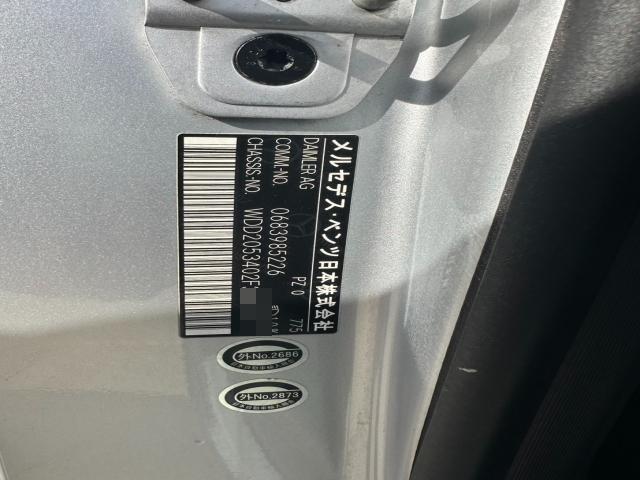 メルセデス・ベンツ日本株式会社
DAIMLER AG
PZ 0 775
COMM.-NO. 0683985226
CHASSIS-NO. WDD2053402F
外No.2686
外No.2873